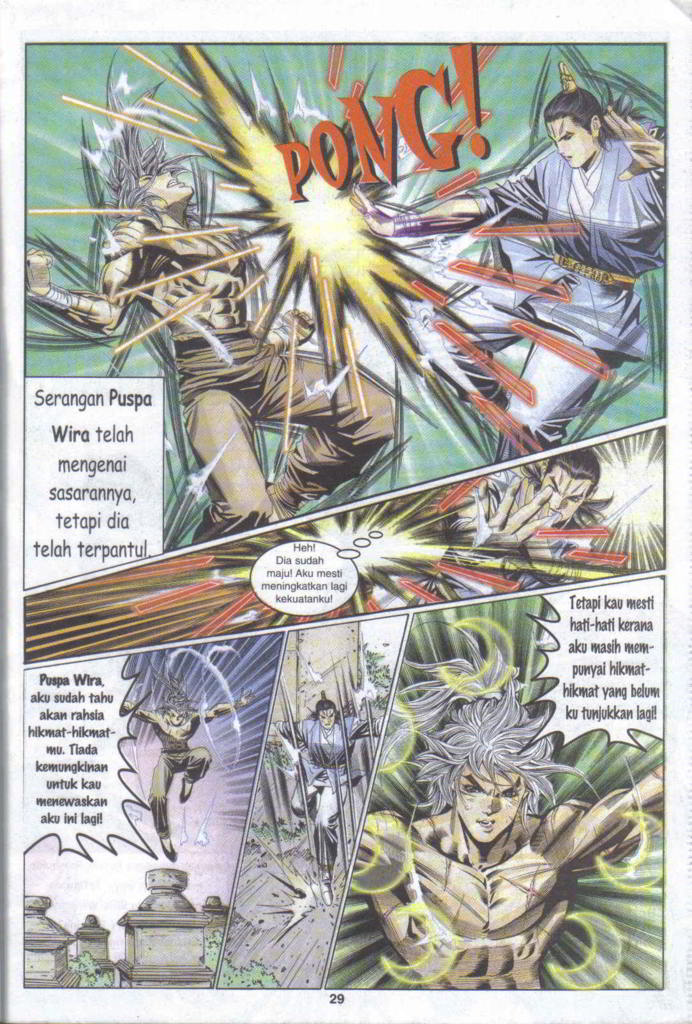 PONG!
Serangan Puspa
Wira telah
mengenai
sasarannya,
tetapi dia
telah terpantul.
Heh!
Dia sudah
maju! Aku mesti
meningkatkan lagi
kekuatanku!
Puspa Wira,
aku sudah tahu
akan rahsia
hikmat-hikmat-
mu. Tiada
kemungkinan
untuk kau
menewaskan
aku ini lagi!
Tetapi kau mesti
hati-hati kerana
aku masih mem-
punyai hikmat-
hikmat yang belum
ku tunjukkan lagi!
29